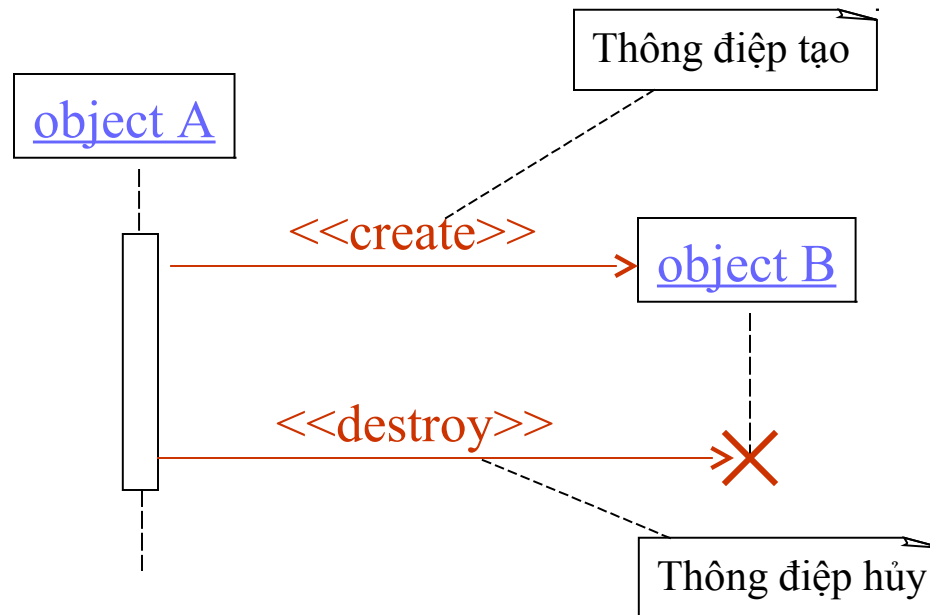 Thông điệp tạo
object A
<<create>>
object B
<<destroy>>
Thông điệp hủy